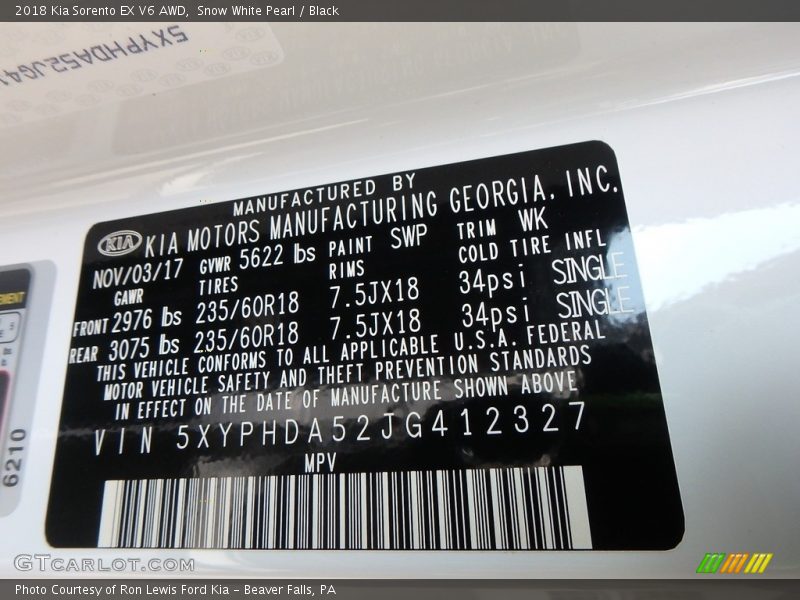 2018 Kia Sorento EX V6 AWD,  Snow White Pearl / Black
5XYPHDA52JG41
MANUFACTURED BY
KIA KIA MOTORS MANUFACTURING GEORGIA, INC.
NOV/03/17 GVWR 5622 lbs PAINT SWP TRIM WK
GAWR TIRES RIMS COLD TIRE INFL
FRONT 2976 lbs 235/60R18 7.5JX18 34psi SINGLE
REAR 3075 lbs 235/60R18 7.5JX18 34psi SINGLE
THIS VEHICLE CONFORMS TO ALL APPLICABLE U.S.A. FEDERAL
MOTOR VEHICLE SAFETY AND THEFT PREVENTION STANDARDS
IN EFFECT ON THE DATE OF MANUFACTURE SHOWN ABOVE
VIN 5XYPHDA52JG412327
MPV
6210
GTCARLOT.COM
Photo Courtesy of Ron Lewis Ford Kia - Beaver Falls, PA